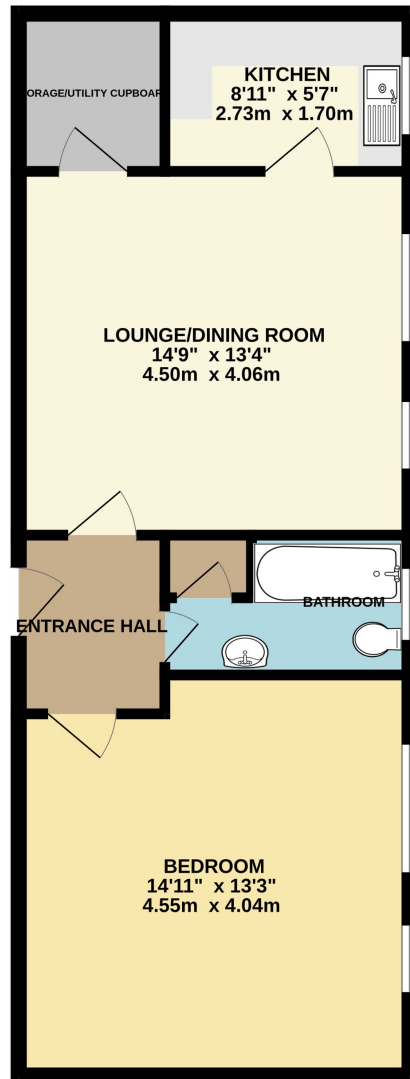 ORAGE/UTILITY CUPBOAR
KITCHEN
8'11" x 5'7"
2.73m x 1.70m
LOUNGE/DINING ROOM
14'9" x 13'4"
4.50m x 4.06m
BATHROOM
ENTRANCE HALL
BEDROOM
14'11" x 13'3"
4.55m x 4.04m